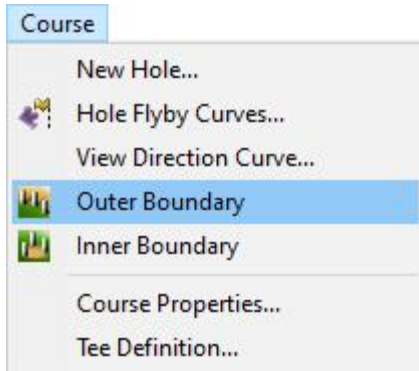 Course
New Hole...
Hole Flyby Curves...
View Direction Curve...
Outer Boundary
Inner Boundary
Course Properties...
Tee Definition...